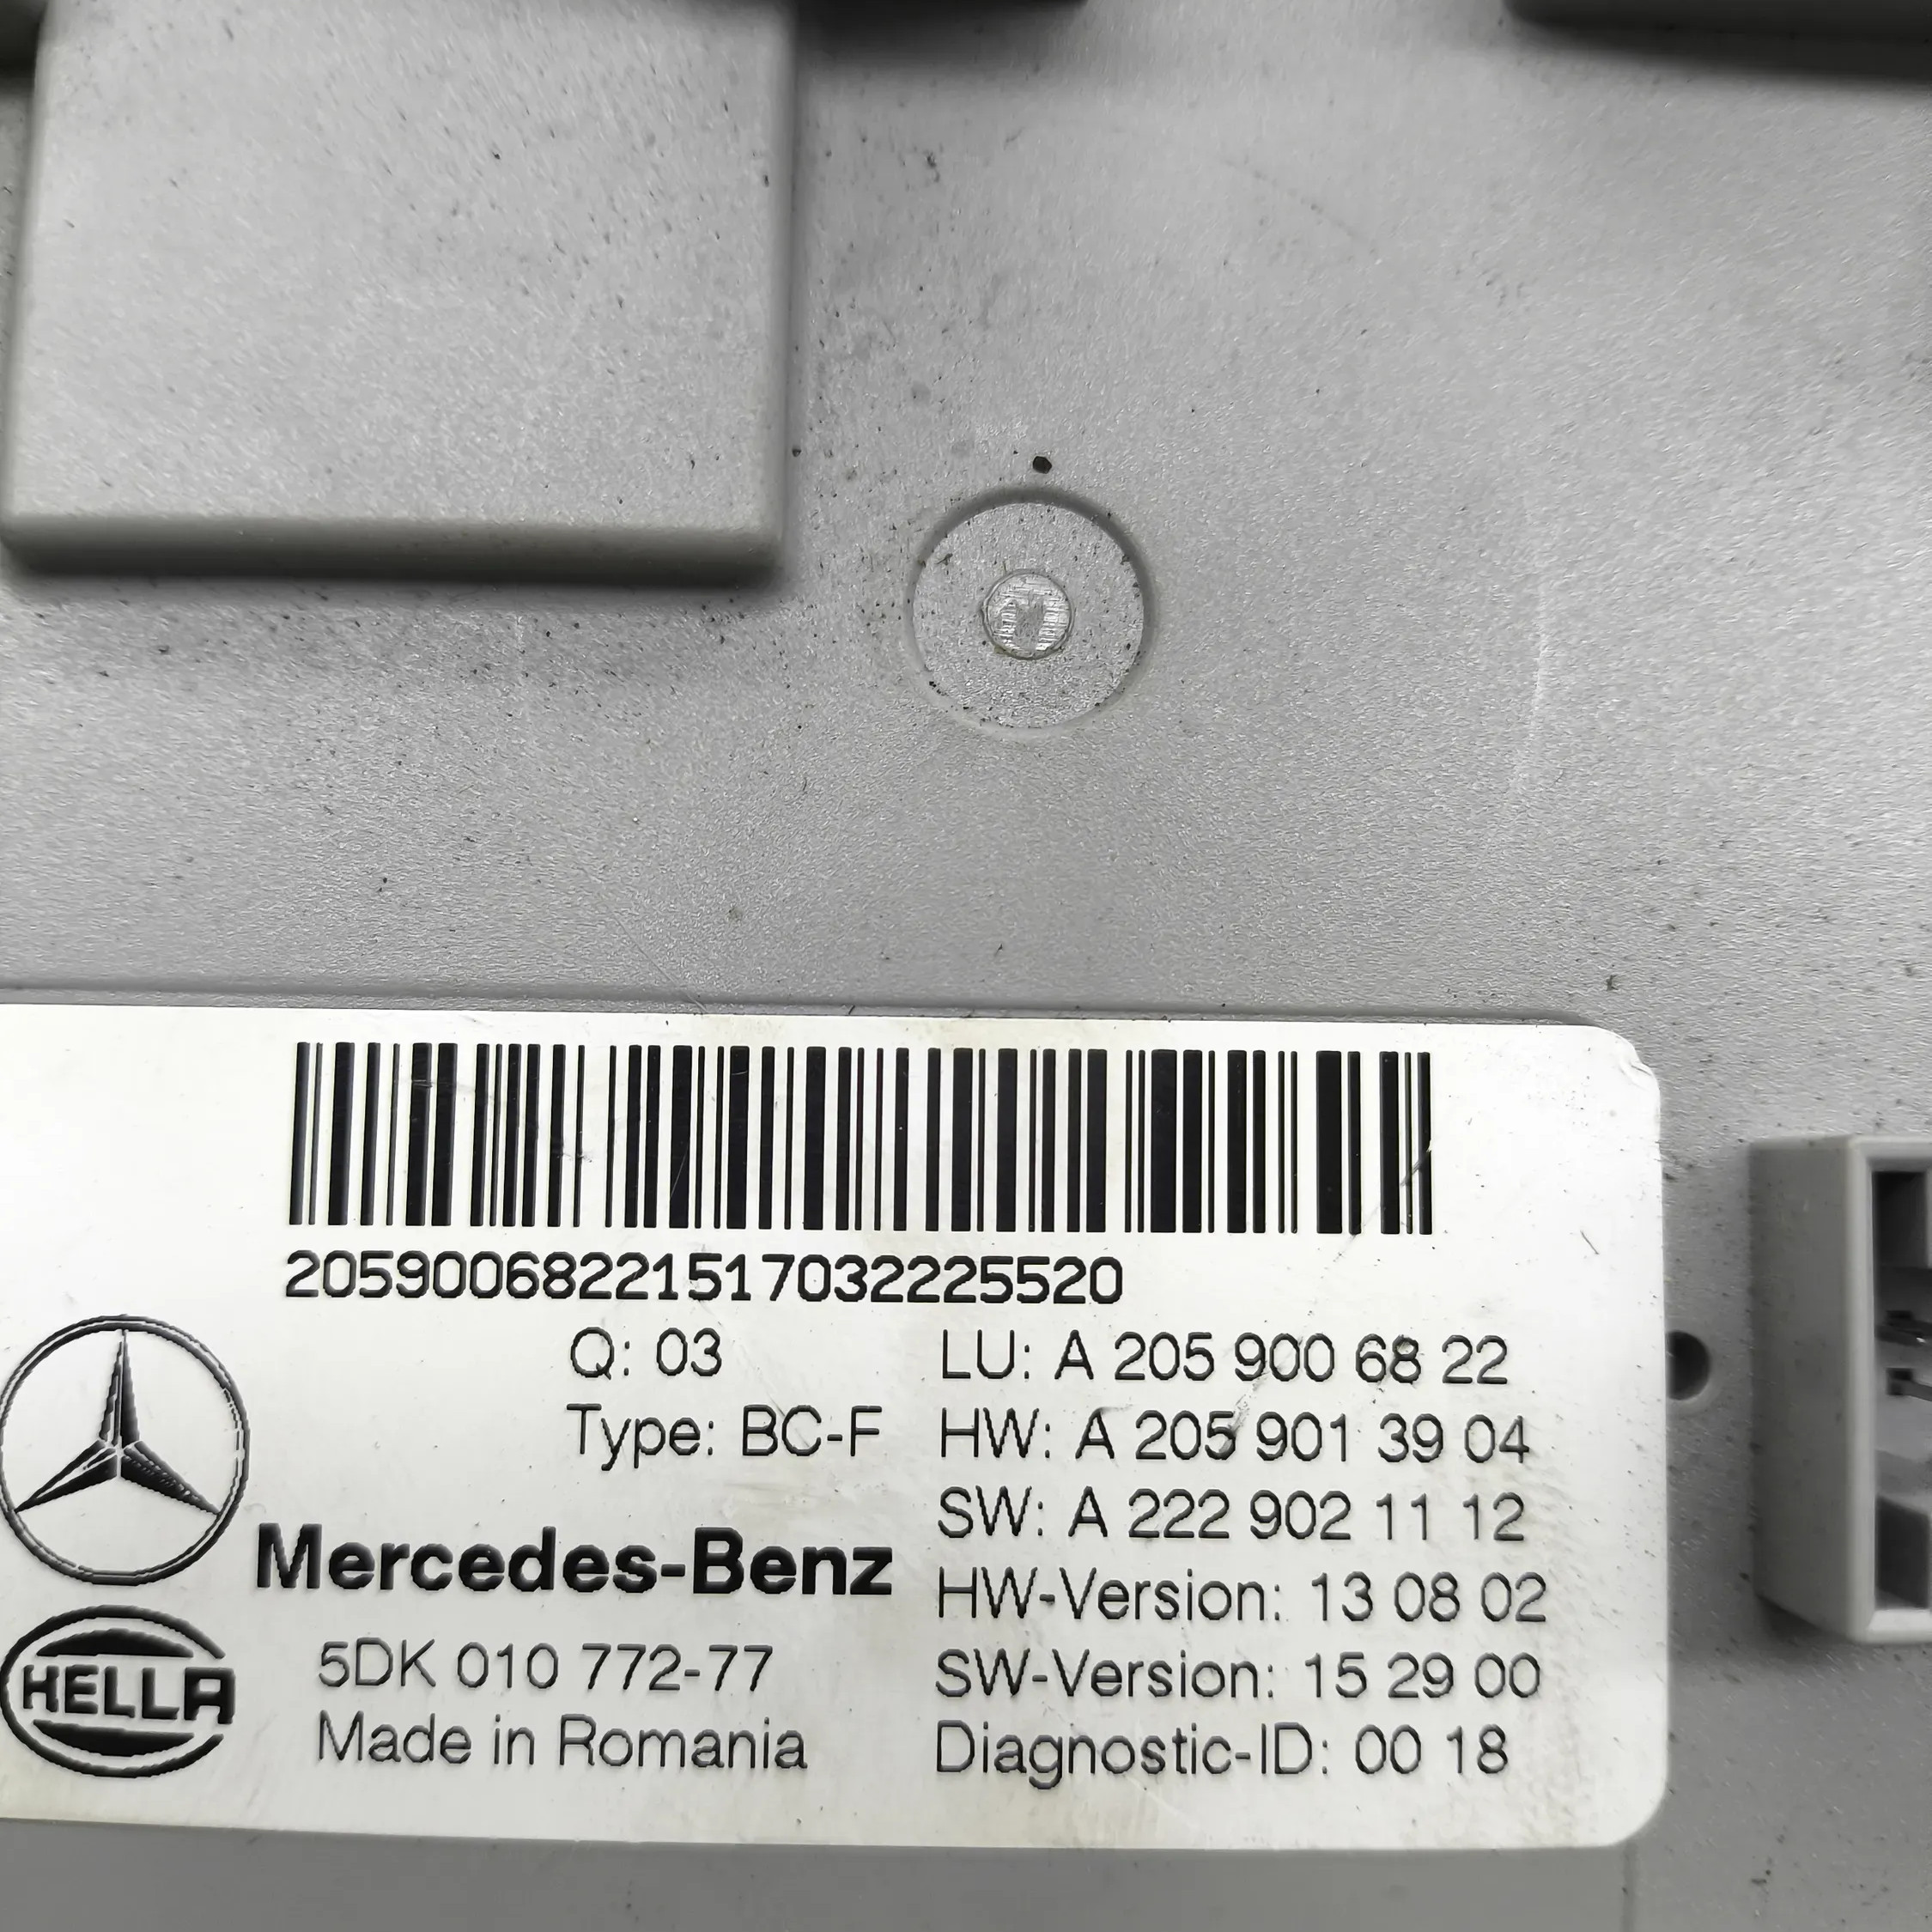 20590068221517032225520
Q: 03
Type: BC-F
Mercedes-Benz
HELLA
5DK 010 772-77
Made in Romania
LU: A 205 900 68 22
HW: A 205 901 39 04
SW: A 222 902 11 12
HW-Version: 13 08 02
SW-Version: 15 29 00
Diagnostic-ID: 00 18